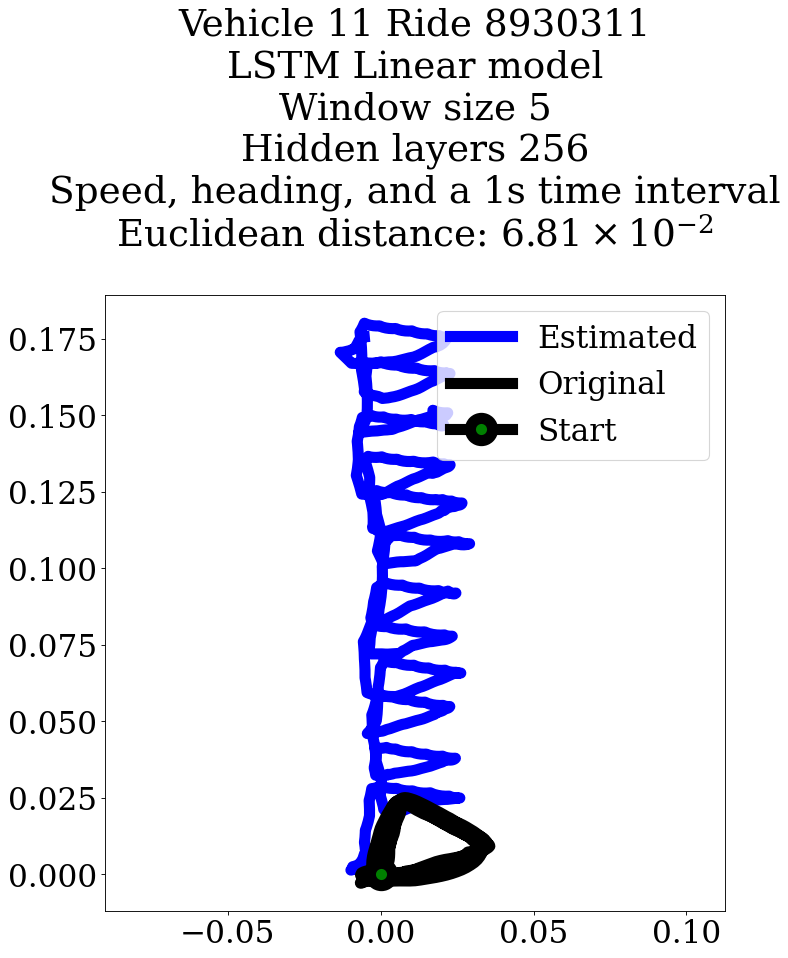 Vehicle 11 Ride 8930311
LSTM Linear model
Window size 5
Hidden layers 256
Speed, heading, and a 1s time interval
Euclidean distance: 6.81 × 10⁻²
Estimated
Original
Start
0.175
0.150
0.125
0.100
0.075
0.050
0.025
0.000
−0.05 0.00 0.05 0.10